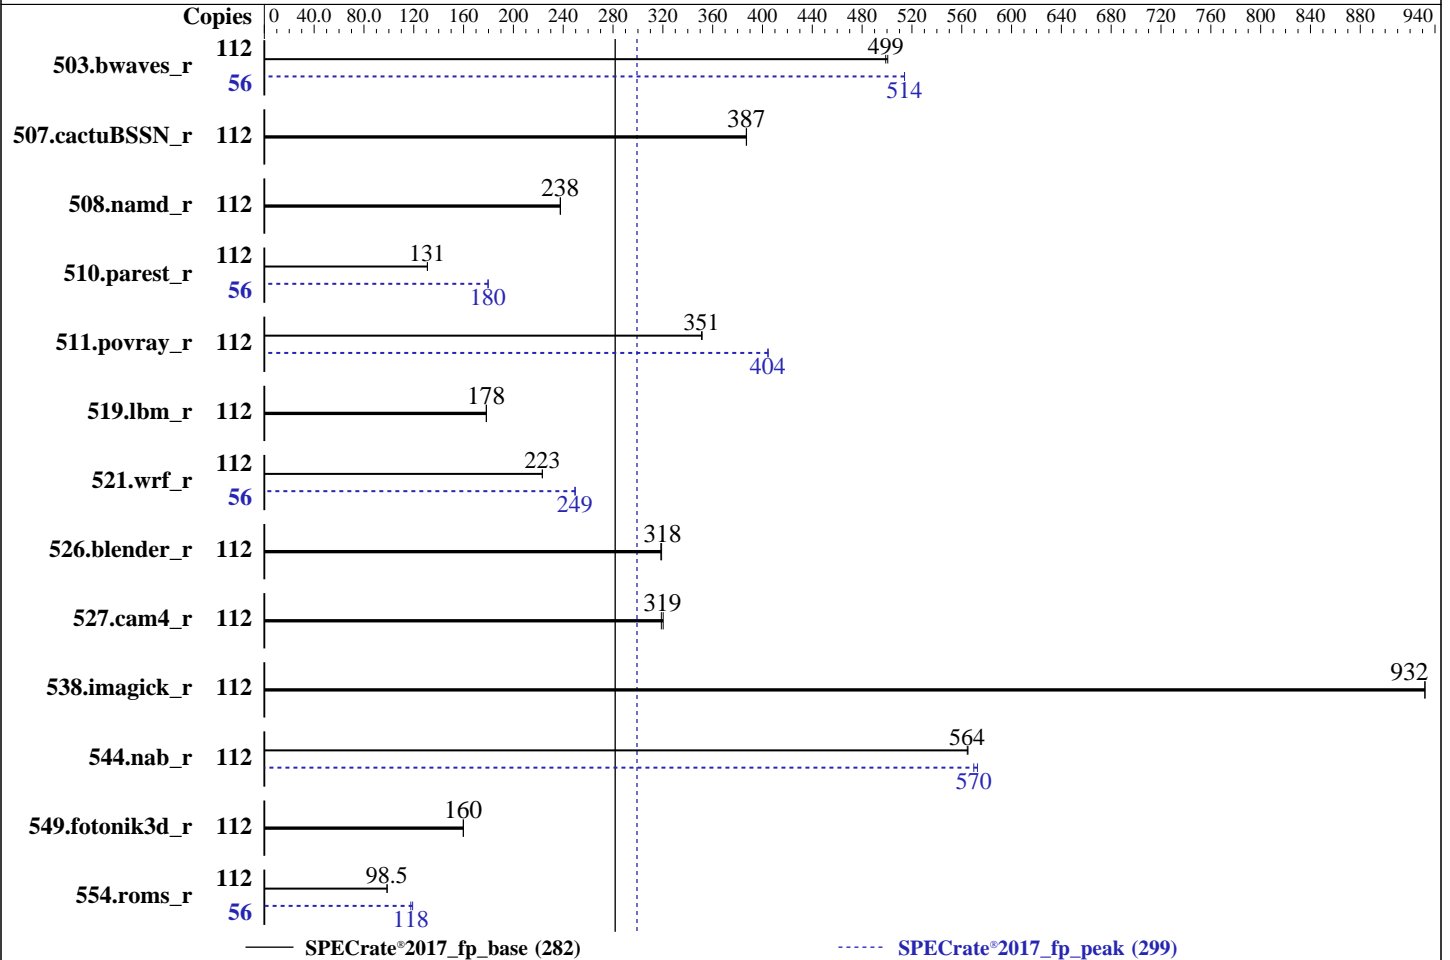 Copies 0 40.0 80.0 120 160 200 240 280 320 360 400 440 480 520 560 600 640 680 720 760 800 840 880 940
503.bwaves_r 112 499
56 514
507.cactuBSSN_r 112 387
508.namd_r 112 238
510.parest_r 112 131
56 180
511.povray_r 112 351
404
519.lbm_r 112 178
521.wrf_r 112 223
56 249
526.blender_r 112 318
527.cam4_r 112 319
538.imagick_r 112 932
544.nab_r 112 564
570
549.fotonik3d_r 112 160
554.roms_r 112 98.5
56 118
SPECrate®2017_fp_base (282) SPECrate®2017_fp_peak (299)